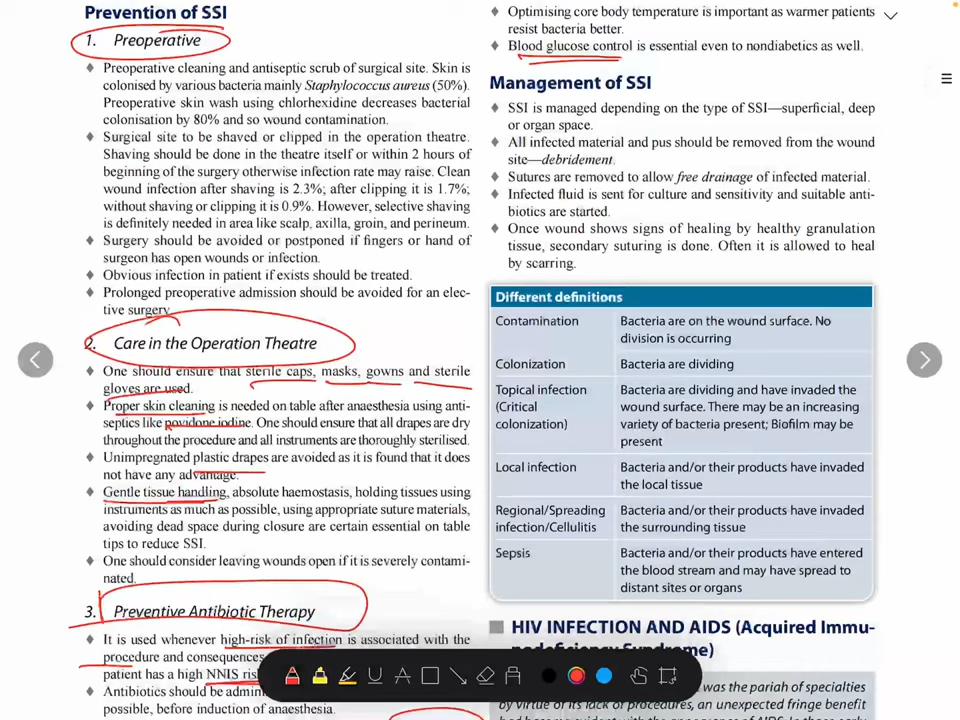 Prevention of SSI
1. Preoperative
♦ Preoperative cleaning and antiseptic scrub of surgical site. Skin is
colonised by various bacteria mainly Staphylococcus aureus (50%).
Preoperative skin wash using chlorhexidine decreases bacterial
colonisation by 80% and so wound contamination.
♦ Surgical site to be shaved or clipped in the operation theatre.
Shaving should be done in the theatre itself or within 2 hours of
beginning of the surgery otherwise infection rate may raise. Clean
wound infection after shaving is 2.3%; after clipping it is 1.7%;
without shaving or clipping it is 0.9%. However, selective shaving
is definitely needed in area like scalp, axilla, groin, and perineum.
♦ Surgery should be avoided or postponed if fingers or hand of
surgeon has open wounds or infection.
♦ Obvious infection in patient if exists should be treated.
♦ Prolonged preoperative admission should be avoided for an elec-
tive surgery.
2. Care in the Operation Theatre
♦ One should ensure that sterile caps, masks, gowns and sterile
gloves are used.
♦ Proper skin cleaning is needed on table after anaesthesia using anti-
septics like povidone iodine. One should ensure that all drapes are dry
throughout the procedure and all instruments are thoroughly sterilised.
♦ Unimpregnated plastic drapes are avoided as it is found that it does
not have any advantage.
♦ Gentle tissue handling, absolute haemostasis, holding tissues using
instruments as much as possible, using appropriate suture materials,
avoiding dead space during closure are certain essential on table
tips to reduce SSI.
♦ One should consider leaving wounds open if it is severely contami-
nated.
3. Preventive Antibiotic Therapy
♦ It is used whenever high-risk of infection is associated with the
procedure and consequences
patient has a high NNIS
♦ Antibiotics should be
possible, before induction of anaesthesia.
♦ Optimising core body temperature is important as warmer patients
resist bacteria better.
♦ Blood glucose control is essential even to nondiabetics as well.
Management of SSI
♦ SSI is managed depending on the type of SSI—superficial, deep
or organ space.
♦ All infected material and pus should be removed from the wound
site—debridement.
♦ Sutures are removed to allow free drainage of infected material.
♦ Infected fluid is sent for culture and sensitivity and suitable anti-
biotics are started.
♦ Once wound shows signs of healing by healthy granulation
tissue, secondary suturing is done. Often it is allowed to heal
by scarring.
Different definitions
Contamination Bacteria are on the wound surface. No
division is occurring
Colonization Bacteria are dividing
Topical infection Bacteria are dividing and have invaded the
(Critical wound surface. There may be an increasing
colonization) variety of bacteria present; Biofilm may be
present
Local infection Bacteria and/or their products have invaded
the local tissue
Regional/Spreading Bacteria and/or their products have invaded
infection/Cellulitis the surrounding tissue
Sepsis Bacteria and/or their products have entered
the blood stream and may have spread to
distant sites or organs
HIV INFECTION AND AIDS (Acquired Immu-
nodeficiency Syndrome)
was the pariah of specialties
by virtue of its lack of procedures, an unexpected fringe benefit